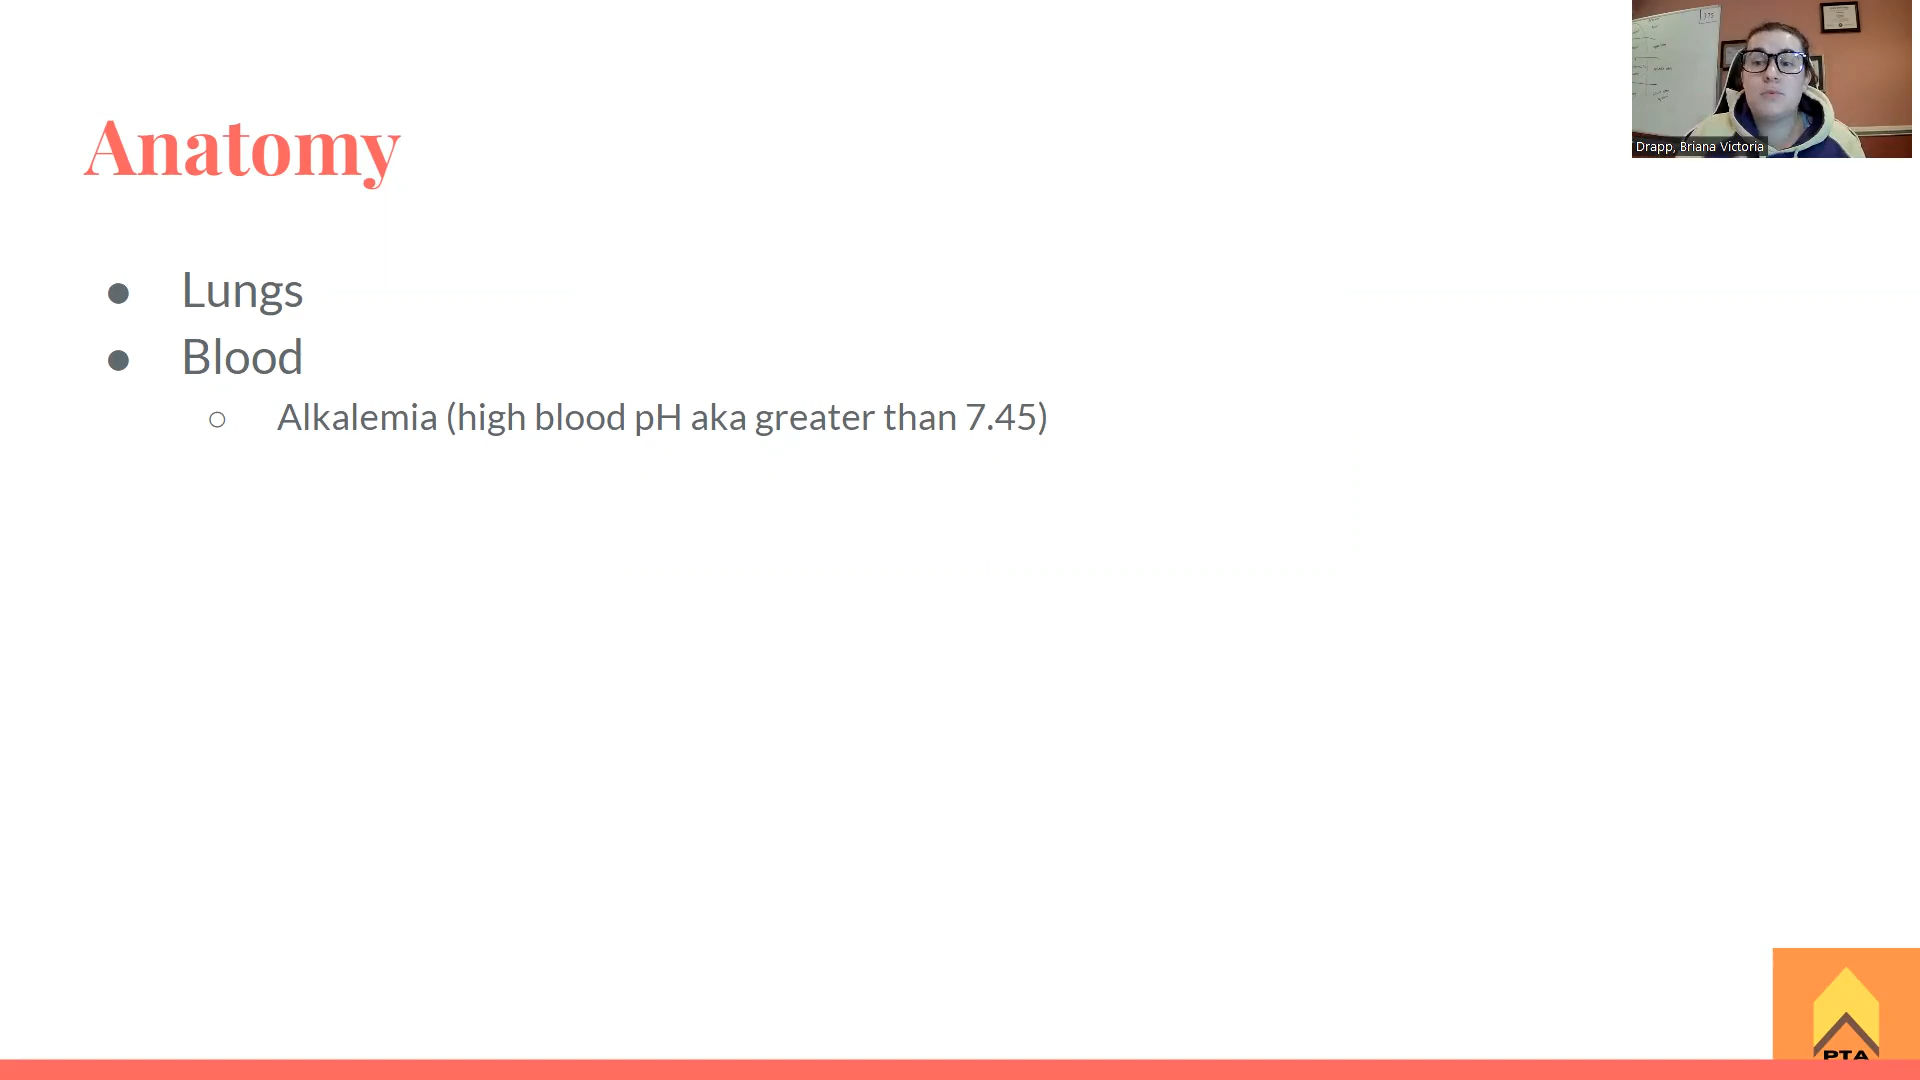 Anatomy
Drapp, Briana Victoria
● Lungs
● Blood
○ Alkalemia (high blood pH aka greater than 7.45)
PTA